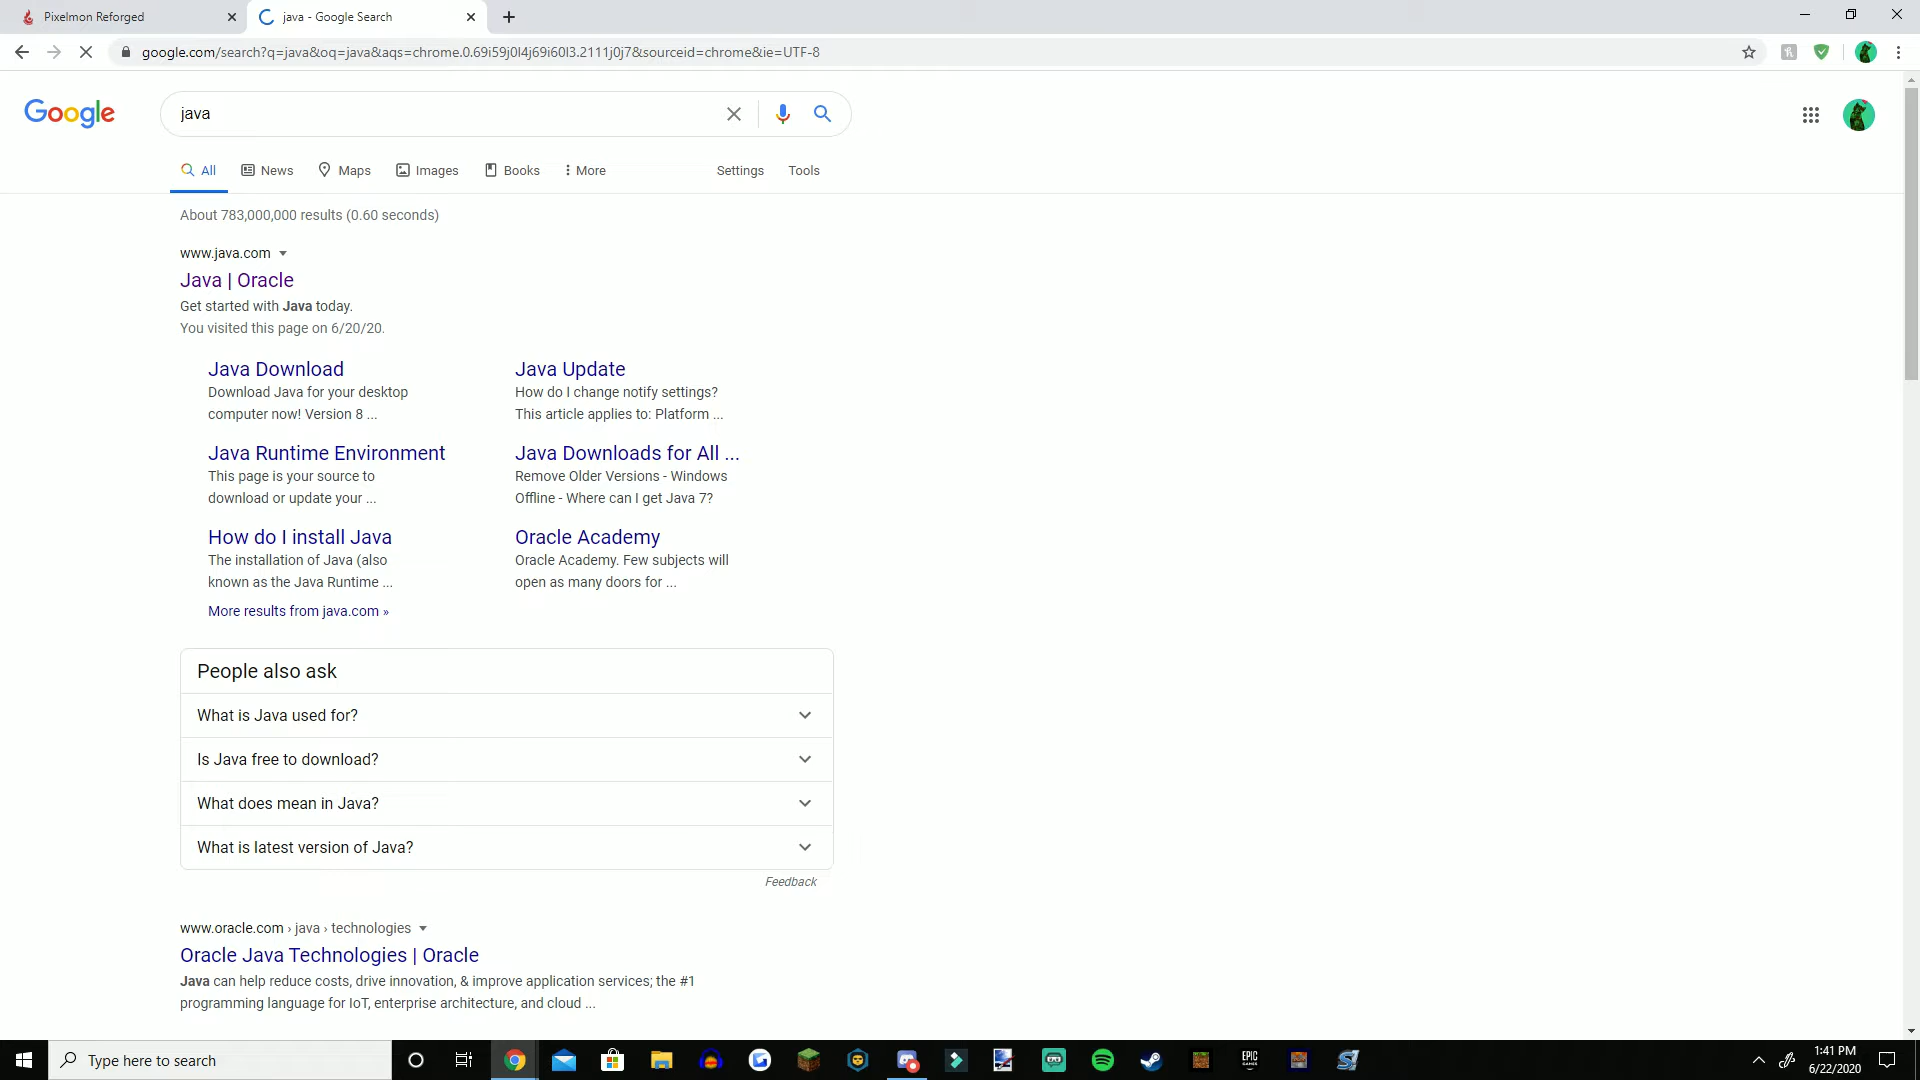 Pixelmon Reforged
java - Google Search
google.com/search?q=java&oq=java&aqs=chrome.0.69i59j0l4j69i60l3.2111j0j7&sourceid=chrome&ie=UTF-8
Google
java
All
News
Maps
Images
Books
More
Settings
Tools
About 783,000,000 results (0.60 seconds)
www.java.com
Java | Oracle
Get started with Java today.
You visited this page on 6/20/20.
Java Download
Download Java for your desktop
computer now! Version 8 ...
Java Update
How do I change notify settings?
This article applies to: Platform ...
Java Runtime Environment
This page is your source to
download or update your ...
Java Downloads for All ...
Remove Older Versions - Windows
Offline - Where can I get Java 7?
How do I install Java
The installation of Java (also
known as the Java Runtime ...
Oracle Academy
Oracle Academy. Few subjects will
open as many doors for ...
More results from java.com »
People also ask
What is Java used for?
Is Java free to download?
What does mean in Java?
What is latest version of Java?
Feedback
www.oracle.com › java › technologies
Oracle Java Technologies | Oracle
Java can help reduce costs, drive innovation, & improve application services; the #1
programming language for IoT, enterprise architecture, and cloud ...
Type here to search
EPIC
GAMES
1:41 PM
6/22/2020